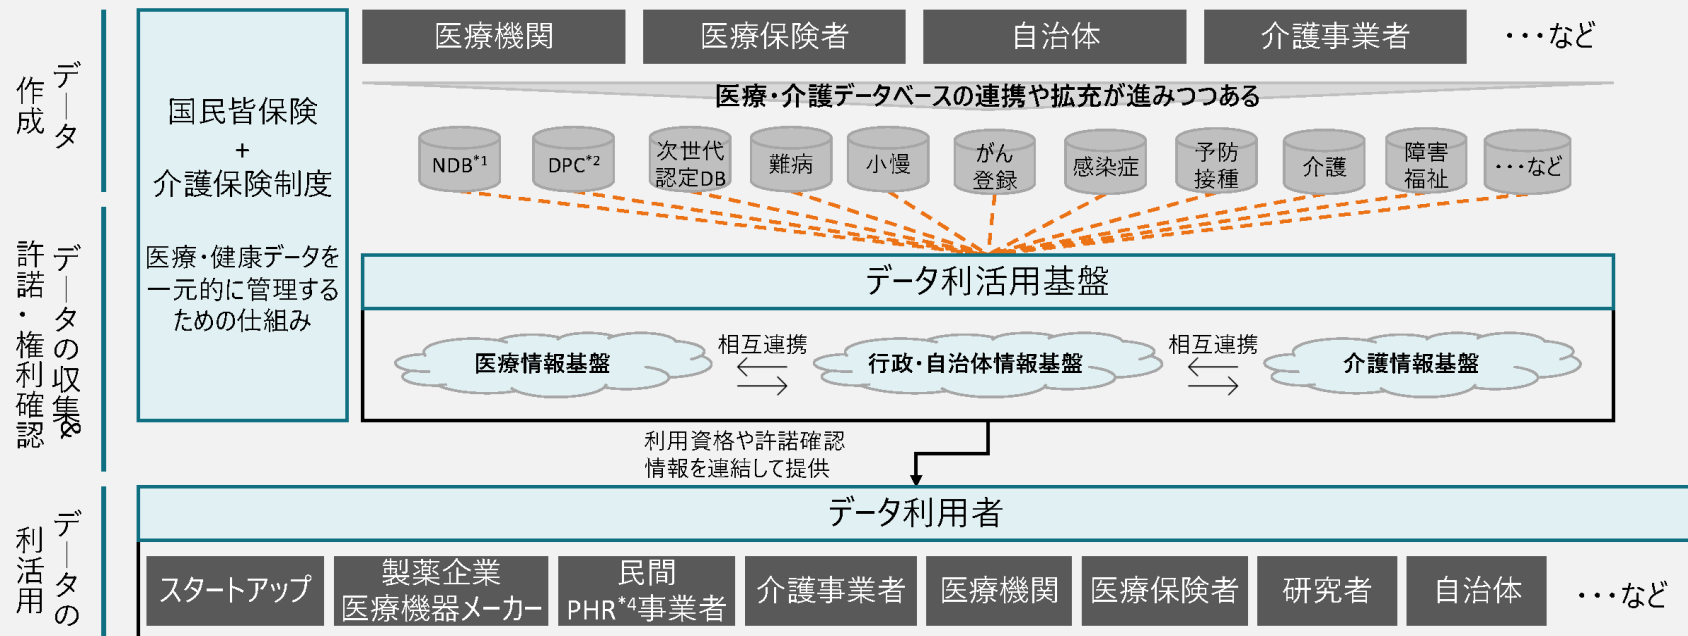 データ
作成
国民皆保険
+
介護保険制度
医療・健康データを
一元的に管理する
ための仕組み
医療機関
医療保険者
自治体
介護事業者
・・・など
医療・介護データベースの連携や拡充が進みつつある
NDB*1
DPC*2
次世代
認定DB
難病
小慢
がん
登録
感染症
予防
接種
介護
障害
福祉
・・・など
データの収集&
許諾・権利確認
データ利活用基盤
医療情報基盤
相互連携
行政・自治体情報基盤
相互連携
介護情報基盤
利用資格や許諾確認
情報を連結して提供
データの
利活用
データ利用者
スタートアップ
製薬企業
医療機器メーカー
民間
PHR*4事業者
介護事業者
医療機関
医療保険者
研究者
自治体
・・・など